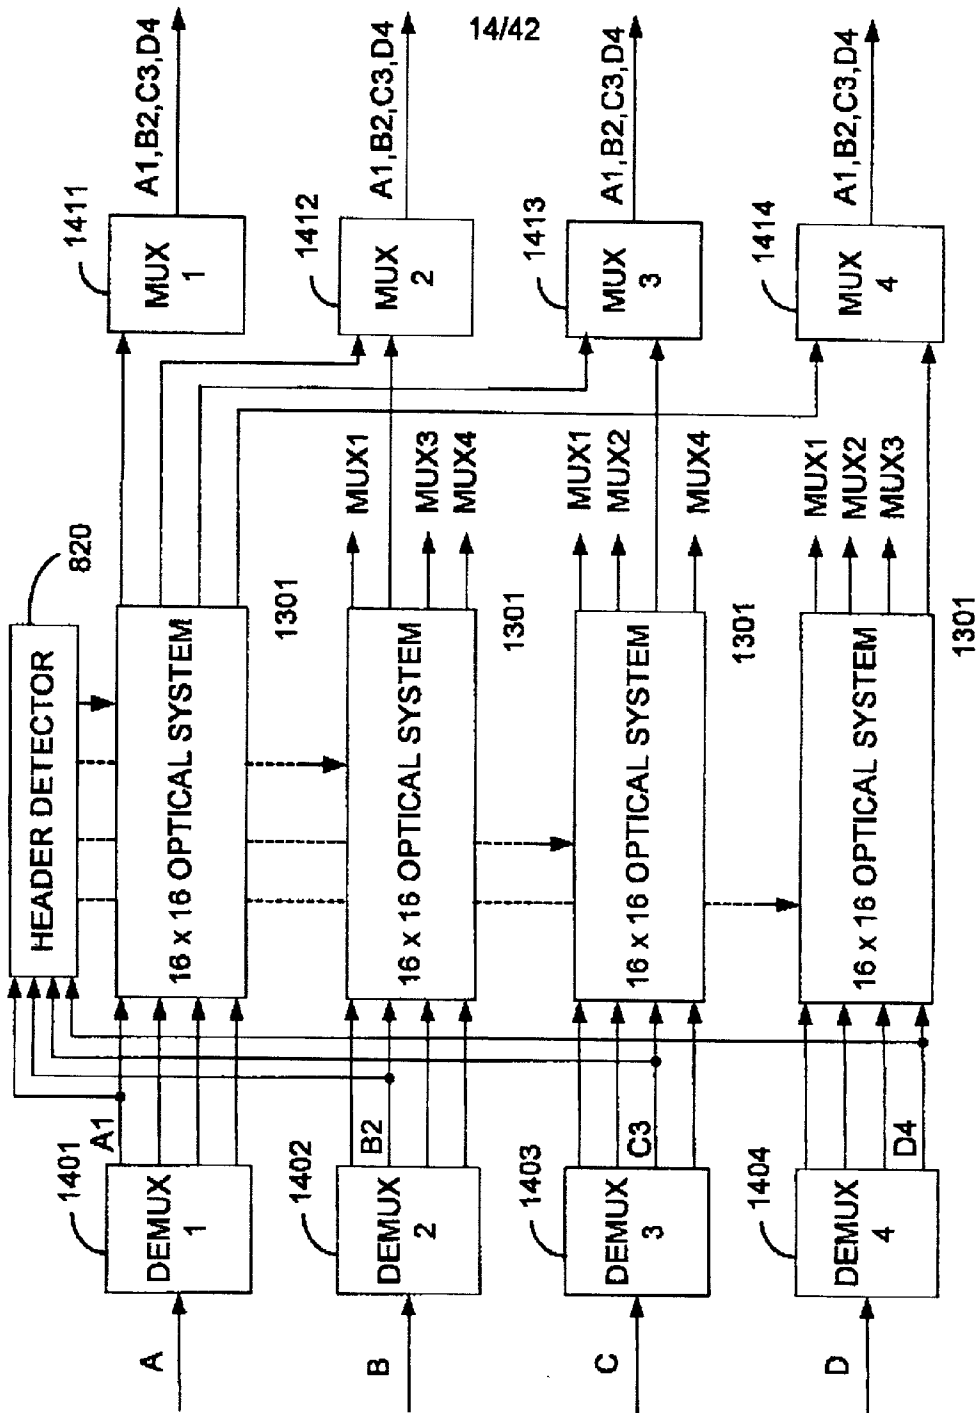 14/42
HEADER DETECTOR
820
A
DEMUX
1
1401
A1
16 x 16 OPTICAL SYSTEM
1301
MUX
1
1411
A1,B2,C3,D4
B
DEMUX
2
1402
B2
16 x 16 OPTICAL SYSTEM
1301
MUX1
MUX3
MUX4
MUX
2
1412
A1,B2,C3,D4
C
DEMUX
3
1403
C3
16 x 16 OPTICAL SYSTEM
1301
MUX1
MUX2
MUX4
MUX
3
1413
A1,B2,C3,D4
D
DEMUX
4
1404
D4
16 x 16 OPTICAL SYSTEM
1301
MUX1
MUX2
MUX3
MUX
4
1414
A1,B2,C3,D4